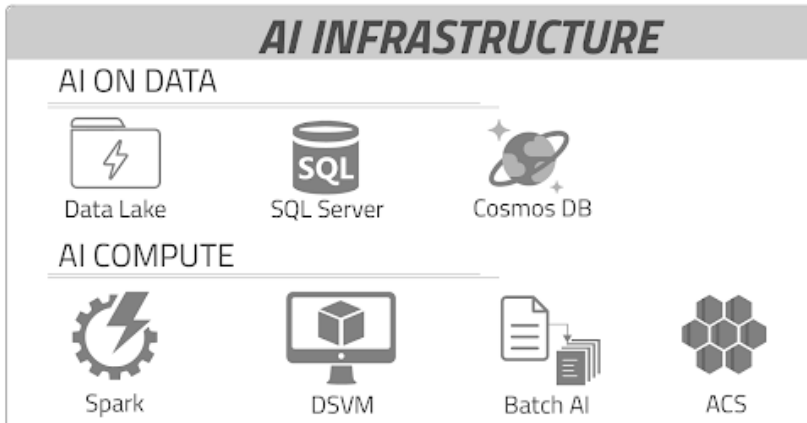 AI INFRASTRUCTURE
AI ON DATA
SQL
Data Lake SQL Server Cosmos DB
AI COMPUTE
Spark DSVM Batch AI ACS